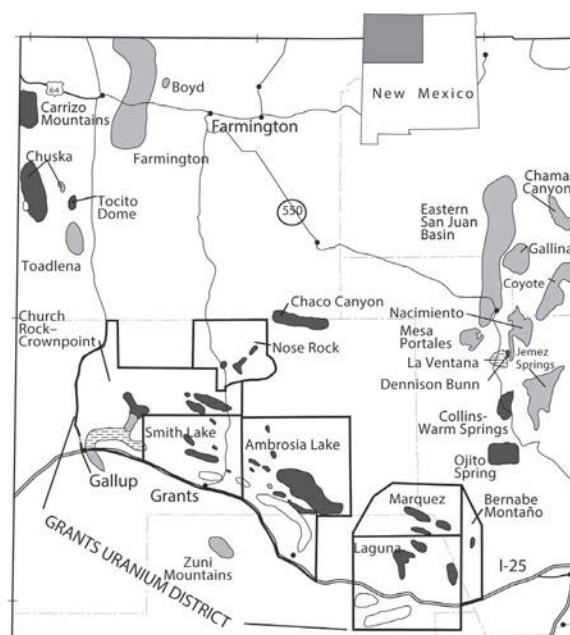 New Mexico
64
Boyd
Carrizo
Mountains
Farmington
Farmington
Chuska
Tocito
Dome
Toadlena
550
Eastern
San Juan
Basin
Chama
Canyon
Gallina
Coyote
Chaco Canyon
Nacimiento
Church
Rock–
Crownpoint
Nose Rock
Mesa
Portales
La Ventana
Jemez
Springs
Dennison Bunn
Collins-
Warm Springs
Smith Lake
Ambrosia Lake
Ojito
Spring
Gallup
Grants
Marquez
Bernabe
Montaño
Laguna
I-25
Zuni
Mountains
GRANTS URANIUM DISTRICT